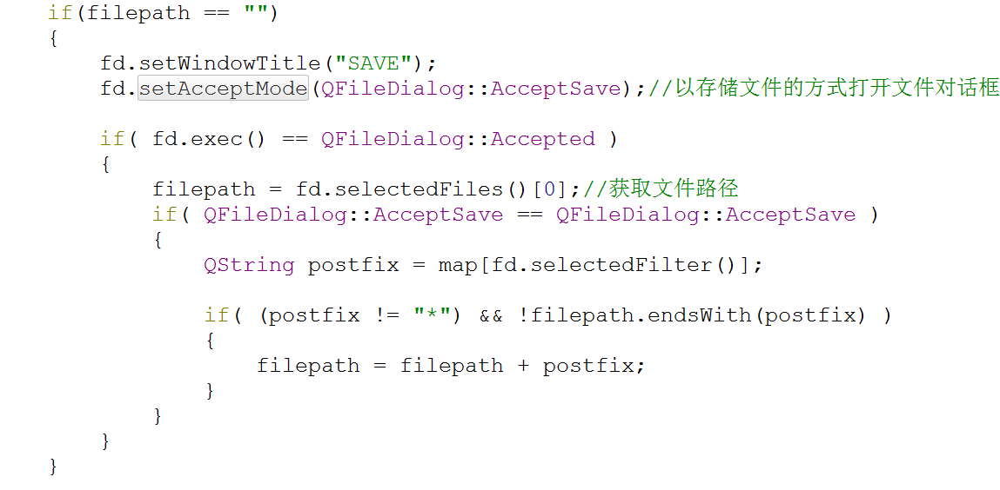 if(filepath == "")
{
fd.setWindowTitle("SAVE");
fd.setAcceptMode(QFileDialog::AcceptSave);//以存储文件的方式打开文件对话框
if( fd.exec() == QFileDialog::Accepted )
{
filepath = fd.selectedFiles()[0];//获取文件路径
if( QFileDialog::AcceptSave == QFileDialog::AcceptSave )
{
QString postfix = map[fd.selectedFilter()];
if( (postfix != "*") && !filepath.endsWith(postfix) )
{
filepath = filepath + postfix;
}
}
}
}